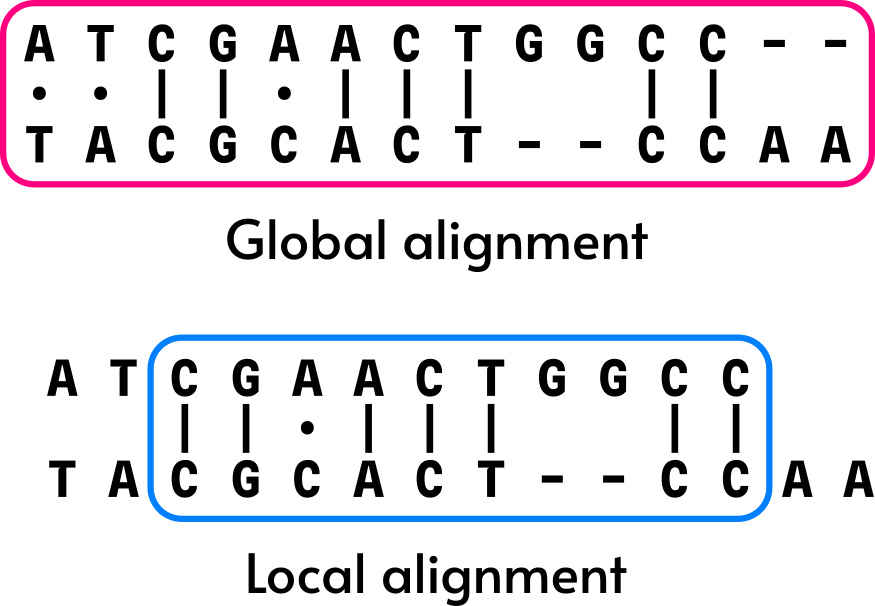 A T C G A A C T G G C C - -
• • | | • | | | | |
T A C G C A C T - - C C A A
Global alignment
A T C G A A C T G G C C
| | • | | | | |
T A C G C A C T - - C C A A
Local alignment